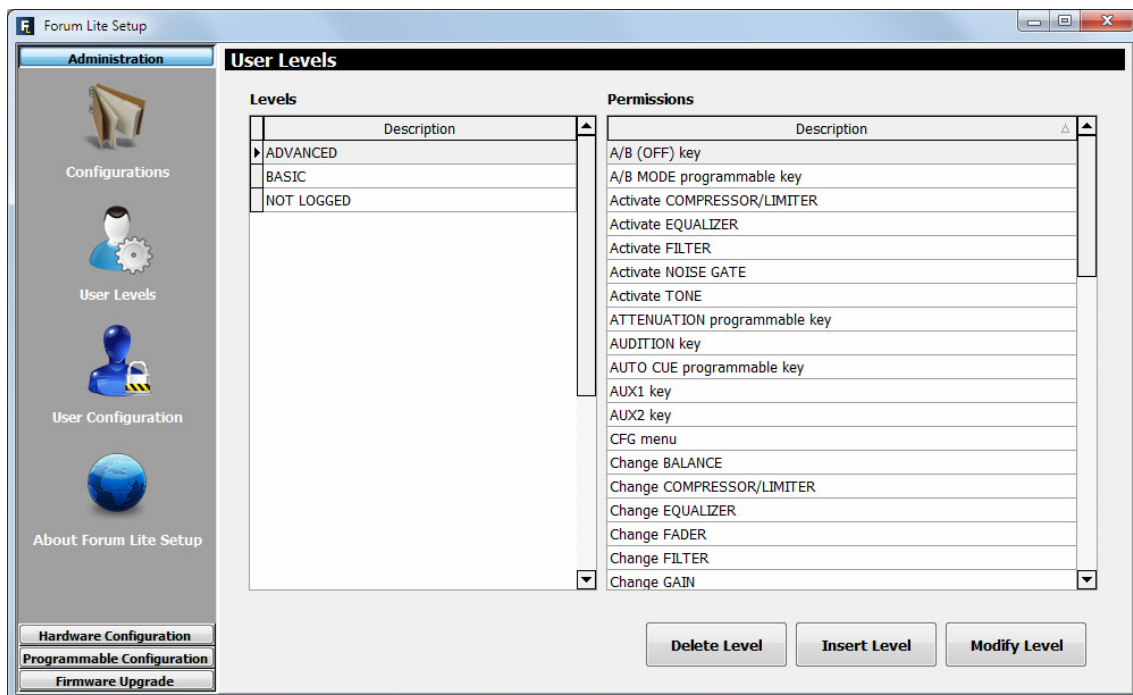 Forum Lite Setup
Administration
Configurations
User Levels
User Configuration
About Forum Lite Setup
Hardware Configuration
Programmable Configuration
Firmware Upgrade
User Levels
Levels
Description
ADVANCED
BASIC
NOT LOGGED
Permissions
Description
A/B (OFF) key
A/B MODE programmable key
Activate COMPRESSOR/LIMITER
Activate EQUALIZER
Activate FILTER
Activate NOISE GATE
Activate TONE
ATTENUATION programmable key
AUDITION key
AUTO CUE programmable key
AUX1 key
AUX2 key
CFG menu
Change BALANCE
Change COMPRESSOR/LIMITER
Change EQUALIZER
Change FADER
Change FILTER
Change GAIN
Delete Level
Insert Level
Modify Level